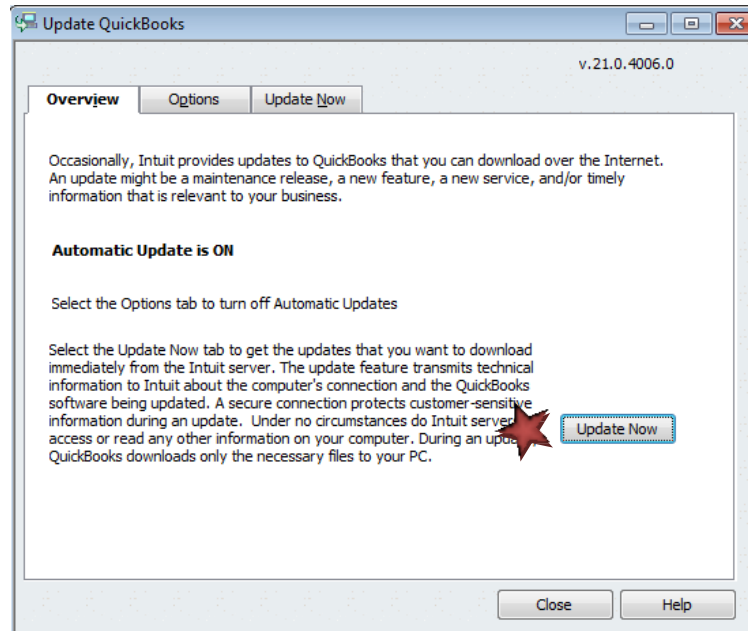 Update QuickBooks
v.21.0.4006.0
Overview Options Update Now
Occasionally, Intuit provides updates to QuickBooks that you can download over the Internet.
An update might be a maintenance release, a new feature, a new service, and/or timely
information that is relevant to your business.
Automatic Update is ON
Select the Options tab to turn off Automatic Updates
Select the Update Now tab to get the updates that you want to download
immediately from the Intuit server. The update feature transmits technical
information to Intuit about the computer's connection and the QuickBooks
software being updated. A secure connection protects customer-sensitive
information during an update. Under no circumstances do Intuit servers
access or read any other information on your computer. During an update,
QuickBooks downloads only the necessary files to your PC.
Update Now
Close Help